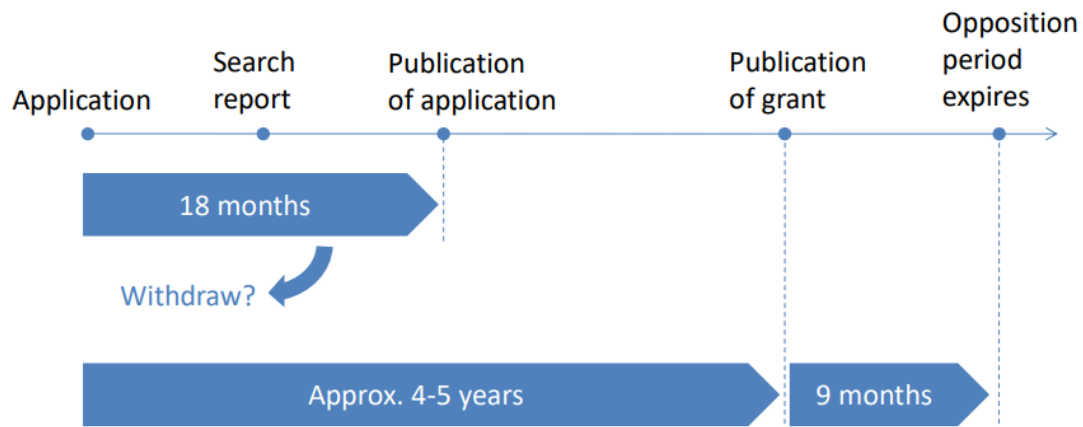 Application
Search
report
Publication
of application
Publication
of grant
Opposition
period
expires
18 months
Withdraw?
Approx. 4-5 years
9 months